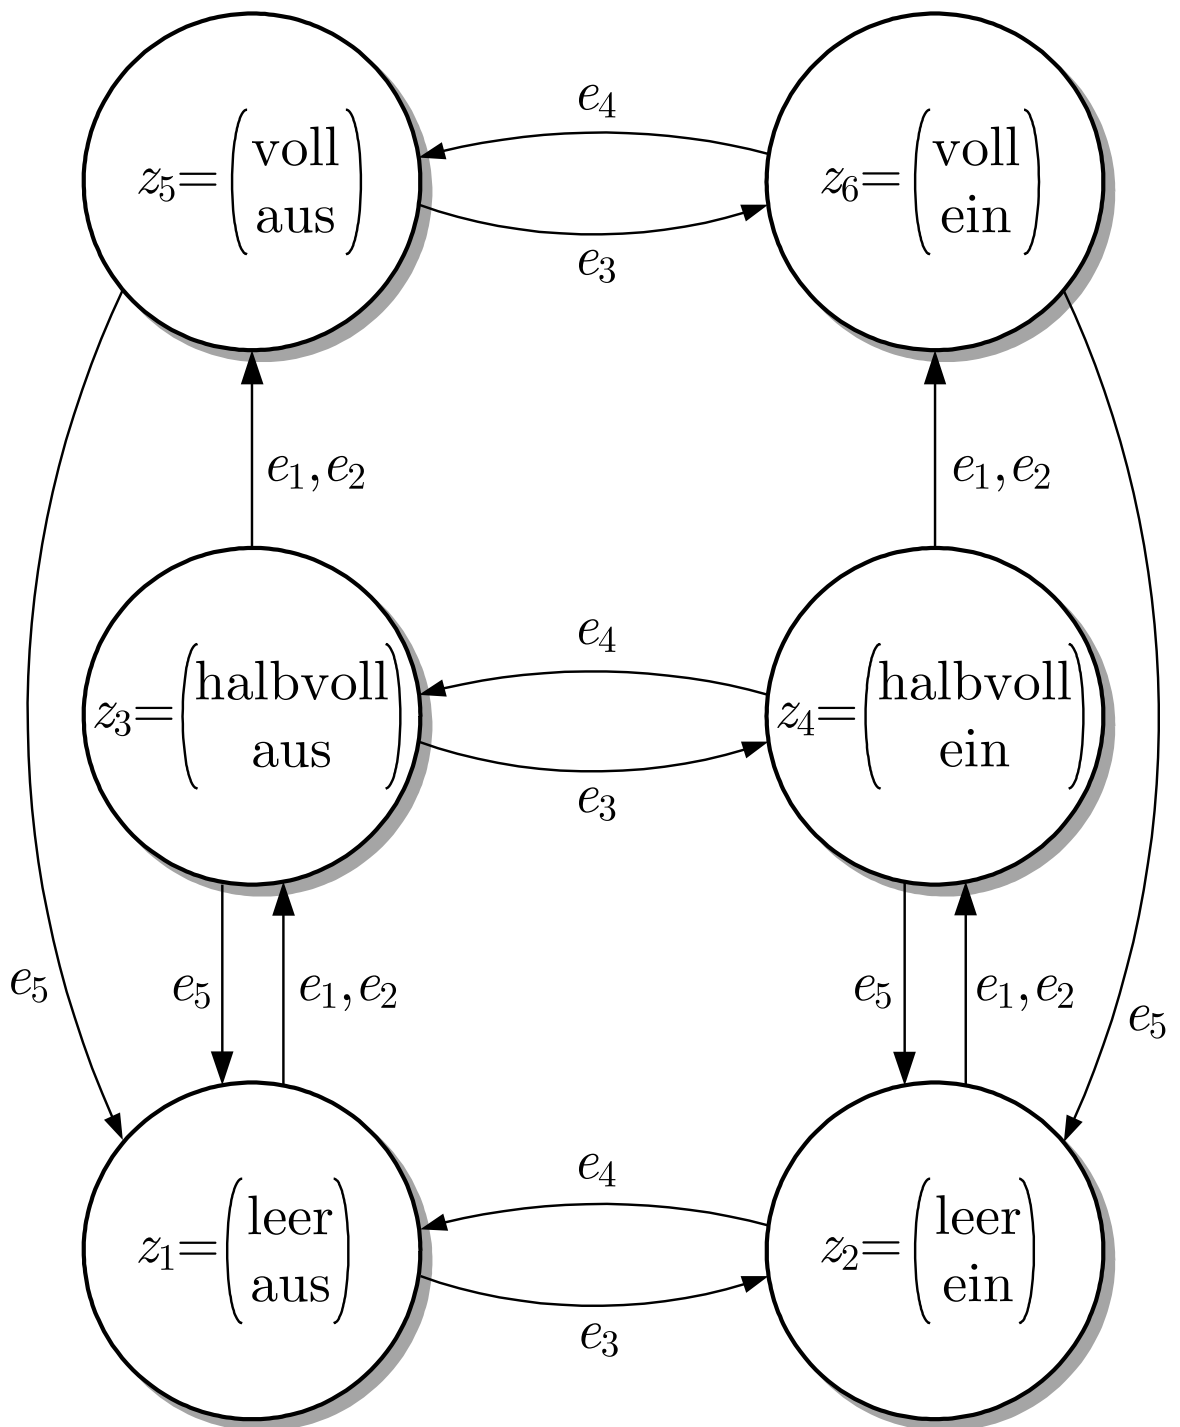 e₄
z₅= (voll aus)
z₆= (voll ein)
e₃
e₁,e₂
e₁,e₂
e₄
z₃= (halbvoll aus)
z₄= (halbvoll ein)
e₃
e₅
e₅
e₁,e₂
e₅
e₁,e₂
e₅
e₄
z₁= (leer aus)
z₂= (leer ein)
e₃